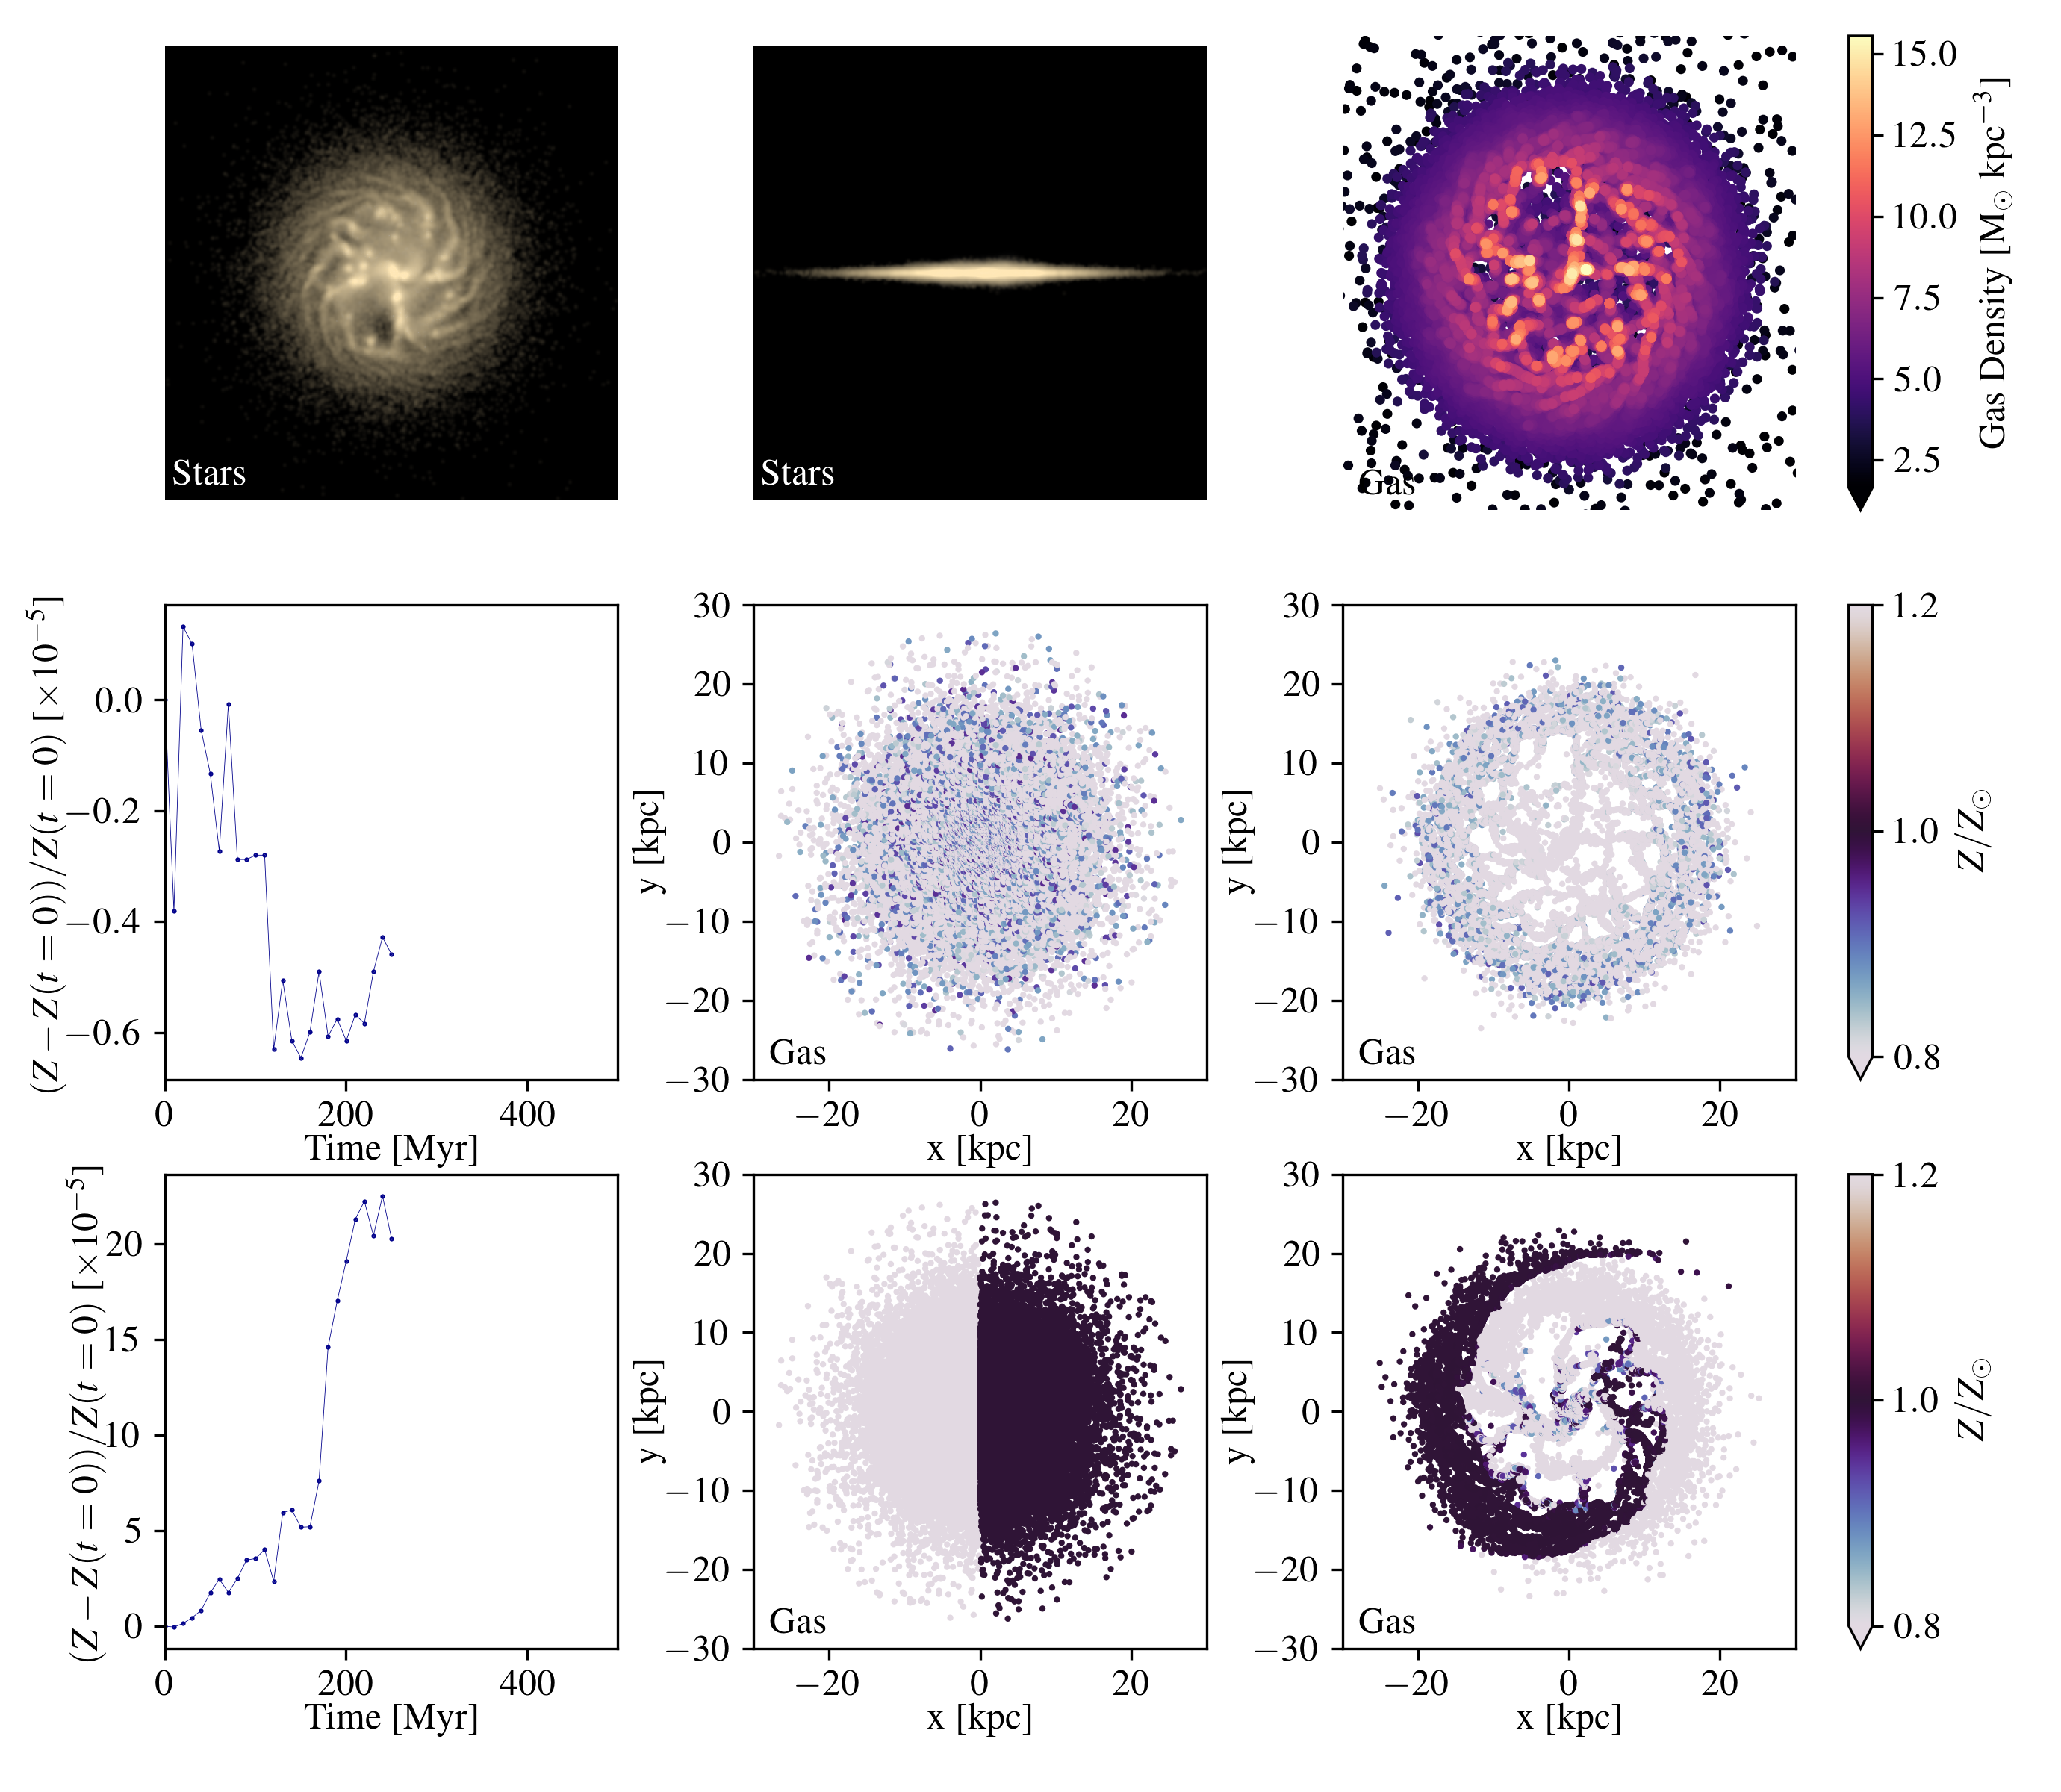 Stars
Stars
Gas
15.0
12.5
10.0
7.5
5.0
2.5
Gas Density [M⊙ kpc⁻³]
(Z − Z(t = 0))/Z(t = 0) [×10⁻⁵]
0.0
−0.2
−0.4
−0.6
0 200 400
Time [Myr]
y [kpc]
30
20
10
0
−10
−20
−30
Gas
−20 0 20
x [kpc]
y [kpc]
30
20
10
0
−10
−20
−30
Gas
−20 0 20
x [kpc]
1.2
1.0
0.8
Z/Z⊙
(Z − Z(t = 0))/Z(t = 0) [×10⁻⁵]
20
15
10
5
0
0 200 400
Time [Myr]
y [kpc]
30
20
10
0
−10
−20
−30
Gas
−20 0 20
x [kpc]
y [kpc]
30
20
10
0
−10
−20
−30
Gas
−20 0 20
x [kpc]
1.2
1.0
0.8
Z/Z⊙